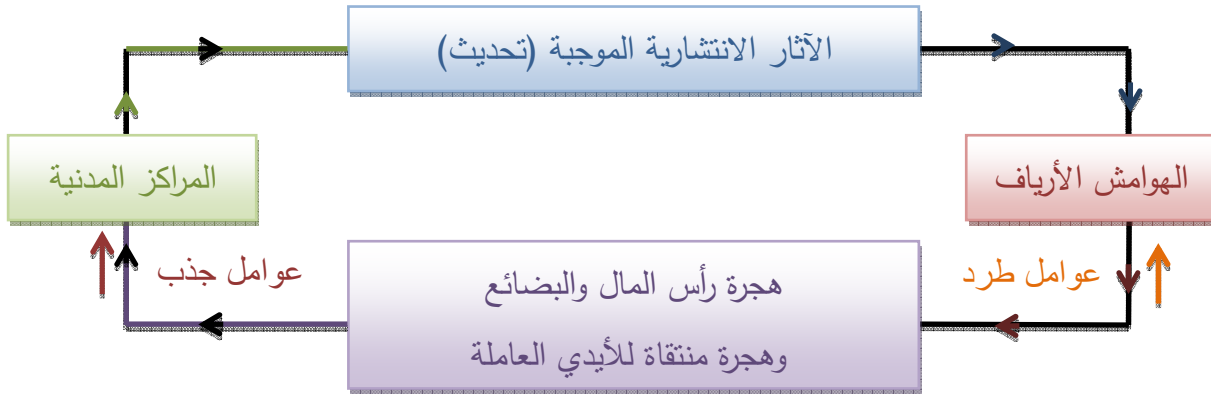 الآثار الانتشارية الموجبة (تحديث)
الهوامش الأرياف
المراكز المدنية
عوامل طرد
عوامل جذب
هجرة رأس المال والبضائع
وهجرة منتقاة للأيدي العاملة